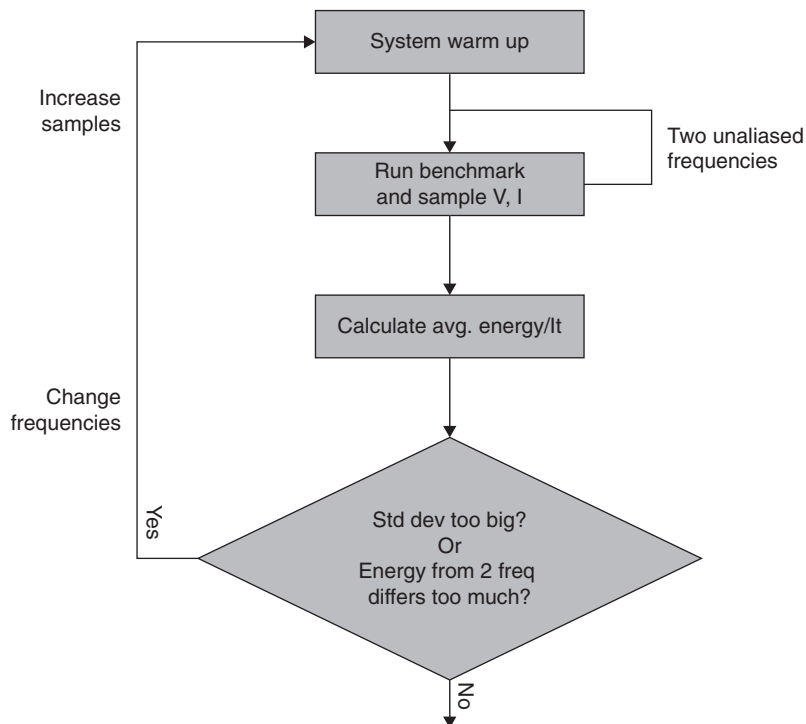 System warm up
Increase
samples
Two unaliased
frequencies
Run benchmark
and sample V, I
Calculate avg. energy/It
Change
frequencies
Yes
Std dev too big?
Or
Energy from 2 freq
differs too much?
No